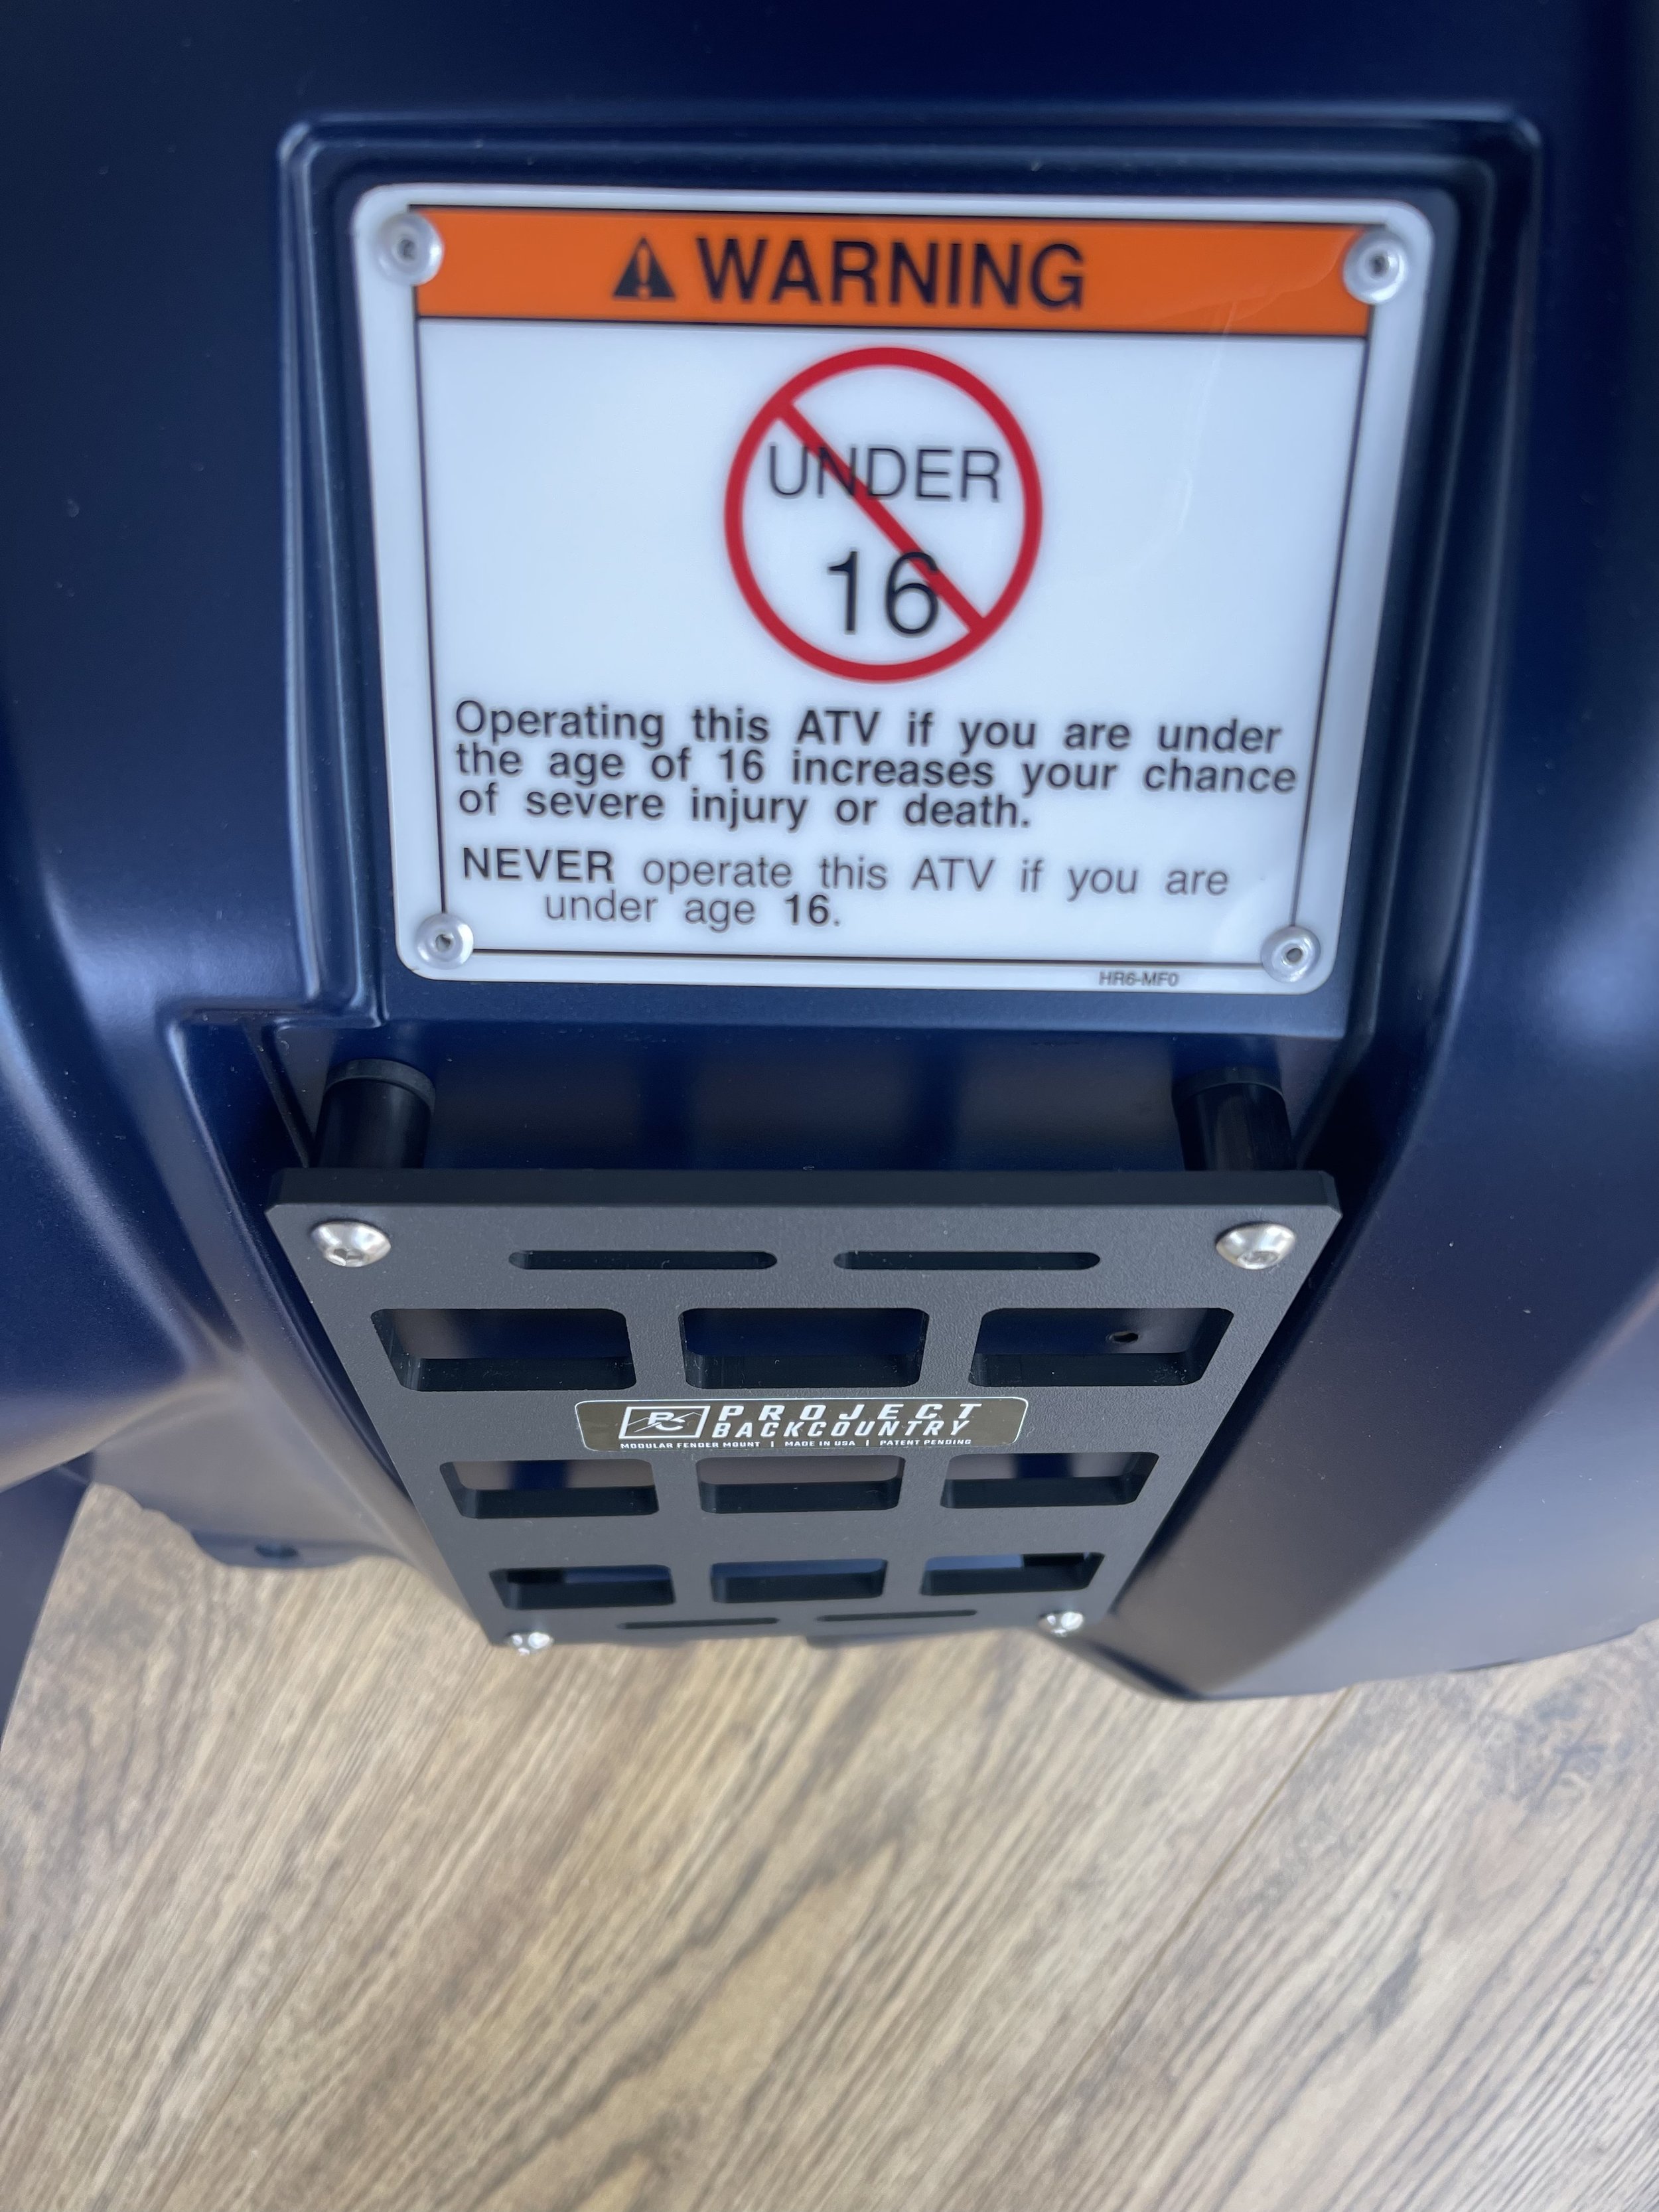 WARNING
UNDER
16
Operating this ATV if you are under
the age of 16 increases your chance
of severe injury or death.
NEVER operate this ATV if you are
under age 16.
HR6-MF0
PROJECT
BACKCOUNTRY
MODULAR FENDER MOUNT | MADE IN USA | PATENT PENDING